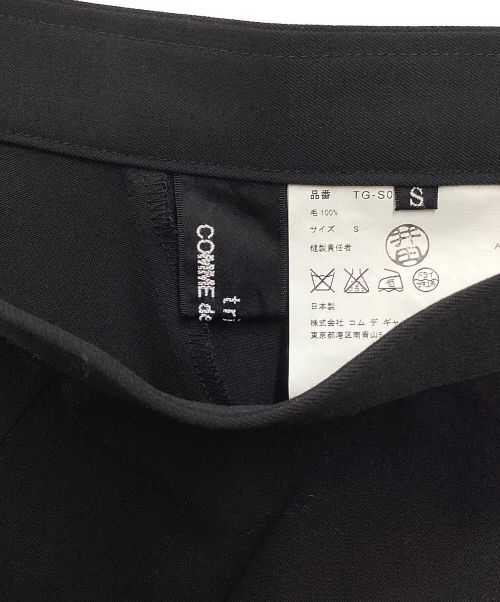 tri
COMME de
品番 TG-S0
S
毛 100%
サイズ S
縫製責任者
A
日本製
株式会社 コム デ ギャ
東京都港区南青山5